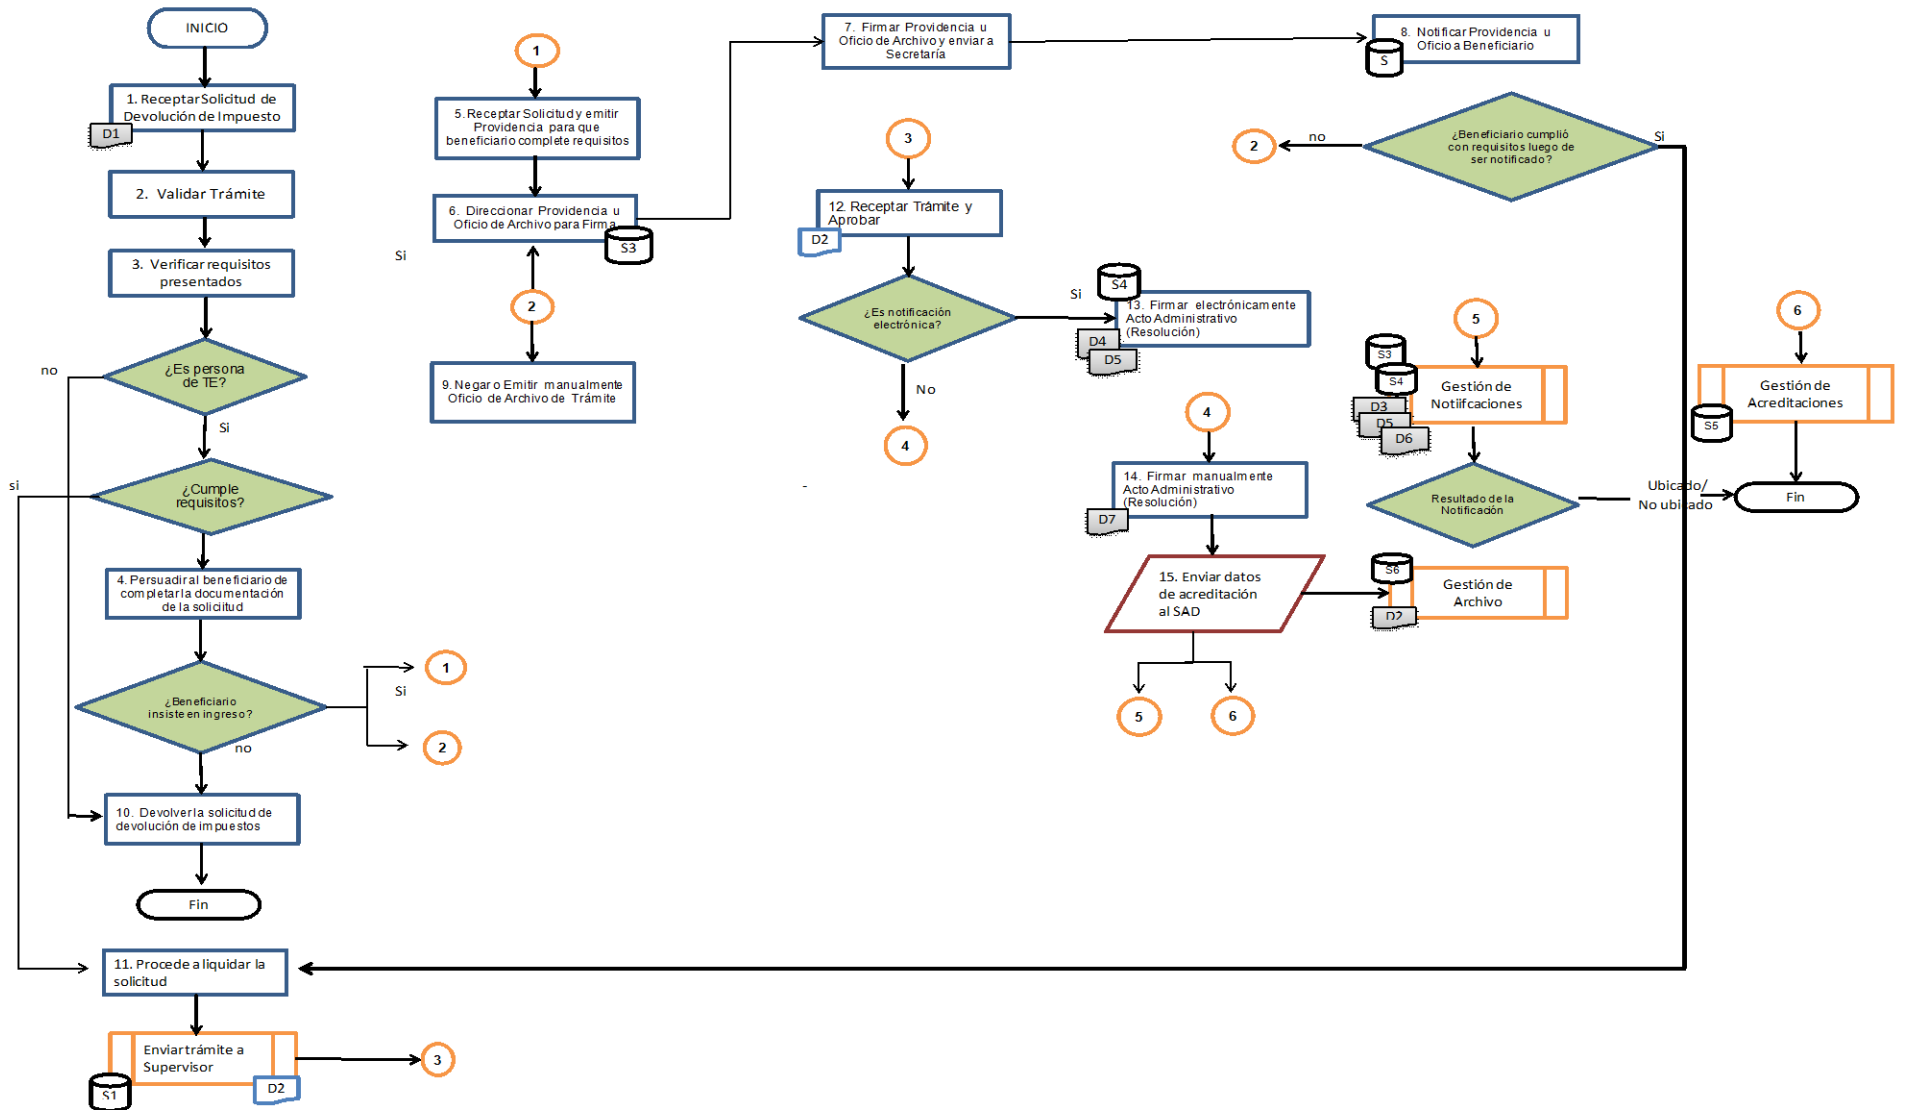 INICIO
1. Receptar Solicitud de
Devolución de Impuesto
D1
2. Validar Trámite
3. Verificar requisitos
presentados
¿Es persona
de TE?
no
Si
¿Cumple
requisitos?
si
4. Persuadir al beneficiario de
completar la documentación
de la solicitud
¿Beneficiario
insiste en ingreso?
Si
no
1
2
10. Devolver la solicitud de
devolución de impuestos
Fin
11. Procede a liquidar la
solicitud
Enviar trámite a
Supervisor
S1
D2
3
1
5. Receptar Solicitud y emitir
Providencia para que
beneficiario complete requisitos
6. Direccionar Providencia u
Oficio de Archivo para Firma
S3
Si
2
9. Negar o Emitir manualmente
Oficio de Archivo de Trámite
7. Firmar Providencia u
Oficio de Archivo y enviar a
Secretaría
8. Notificar Providencia u
Oficio a Beneficiario
S
¿Beneficiario cumplió
con requisitos luego de
ser notificado?
no
Si
2
3
12. Receptar Trámite y
Aprobar
D2
¿Es notificación
electrónica?
Si
No
4
-
S4
13. Firmar electrónicamente
Acto Administrativo
(Resolución)
D4
D5
4
14. Firmar manualmente
Acto Administrativo
(Resolución)
D7
15. Enviar datos
de acreditación
al SAD
5
6
5
S3
S4
Gestión de
Notiifcaciones
D3
D5
D6
Resultado de la
Notificación
Ubicado/
No ubicado
S6
Gestión de
Archivo
D2
6
Gestión de
Acreditaciones
S5
Fin